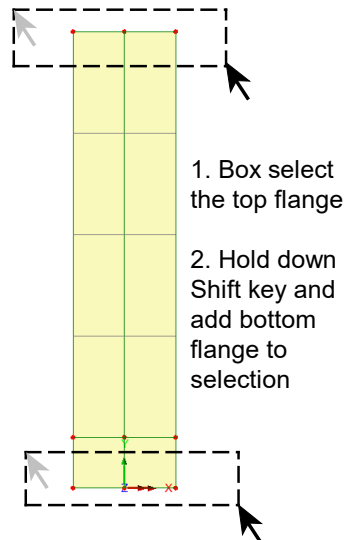 1. Box select
the top flange
2. Hold down
Shift key and
add bottom
flange to
selection
Y
Z
X